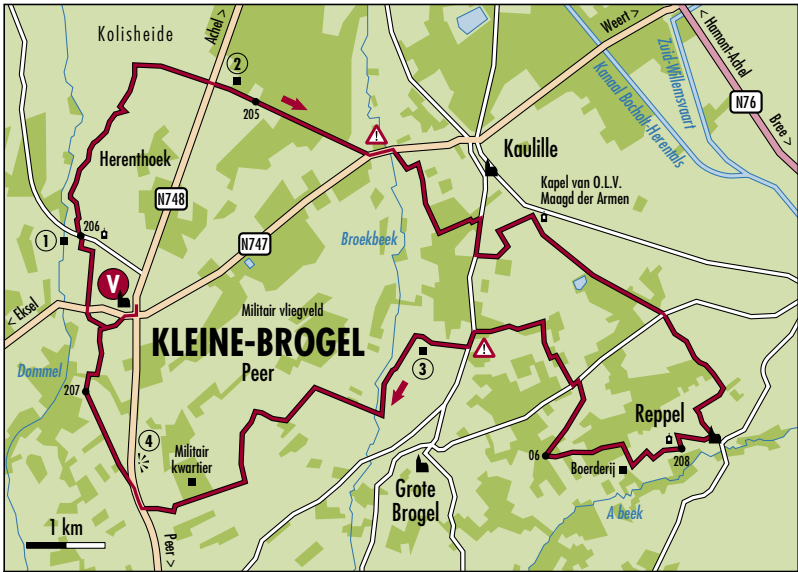 Kolisheide
Achel >
2
205
Weert >
< Hamont-Achel
Zuid-Willemsvaart
Kanaal Bocholt-Herentals
N76
Bree >
Herenthoek
Kaulille
Kapel van O.L.V.
Maagd der Armen
N748
206
1
N747
Broekbeek
V
< Eksel
Militair vliegveld
KLEINE-BROGEL
Peer
Dommel
207
3
4
Militair
kwartier
Reppel
06
Boerderij
208
Grote
Brogel
A beek
1 km
Peer >